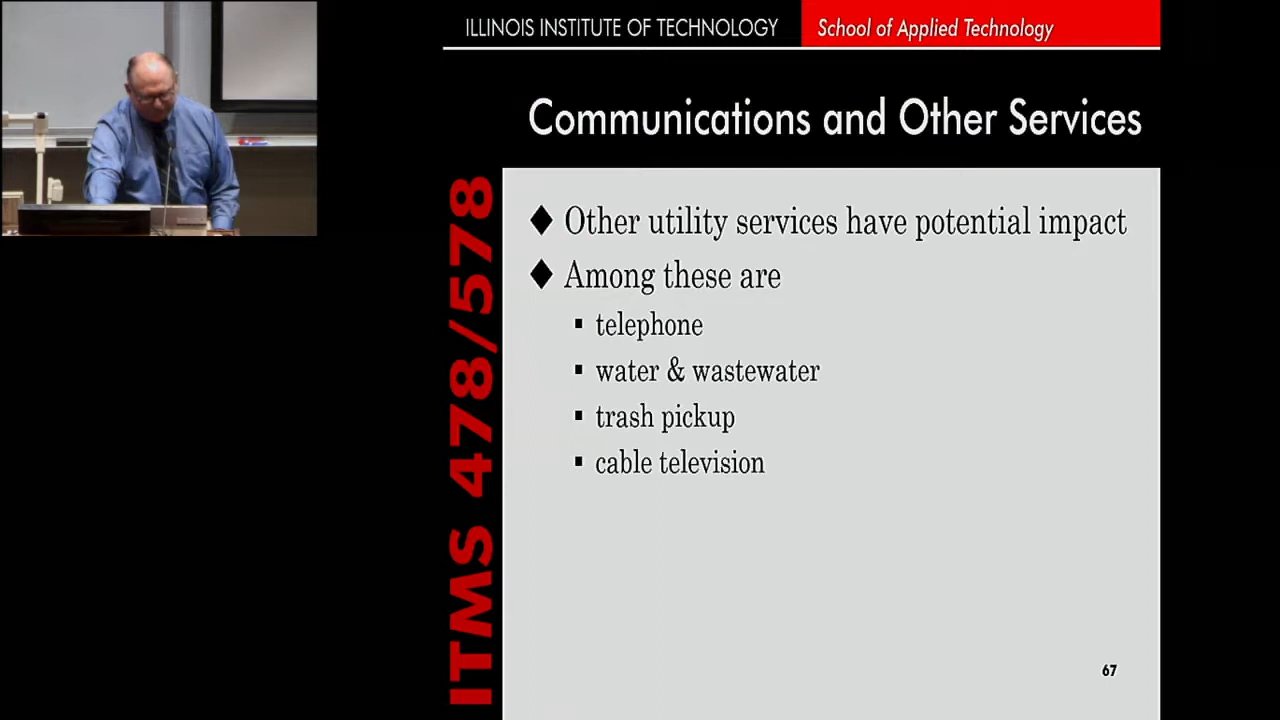 ILLINOIS INSTITUTE OF TECHNOLOGY School of Applied Technology
Communications and Other Services
ITMS 478/578
♦ Other utility services have potential impact
♦ Among these are
▪ telephone
▪ water & wastewater
▪ trash pickup
▪ cable television
67